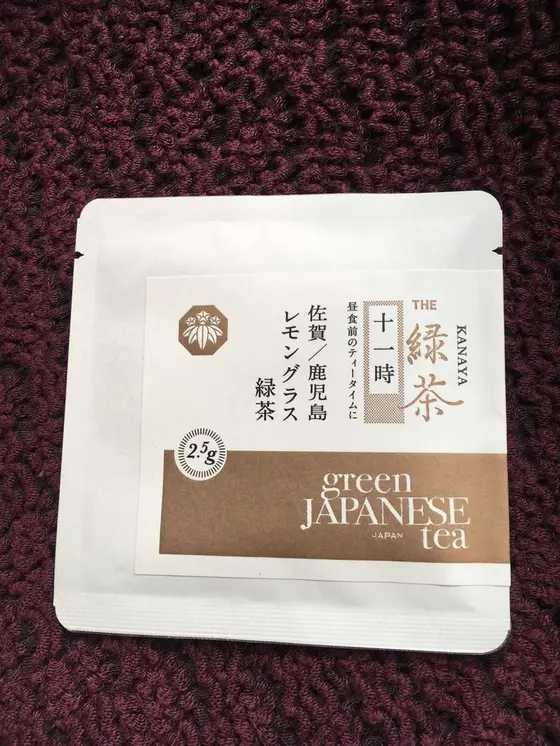 KANAYA
THE
緑茶
十一時
昼食前のティータイムに
佐賀／鹿児島
レモングラス
緑茶
2.5g
green
JAPANESE
JAPAN
tea